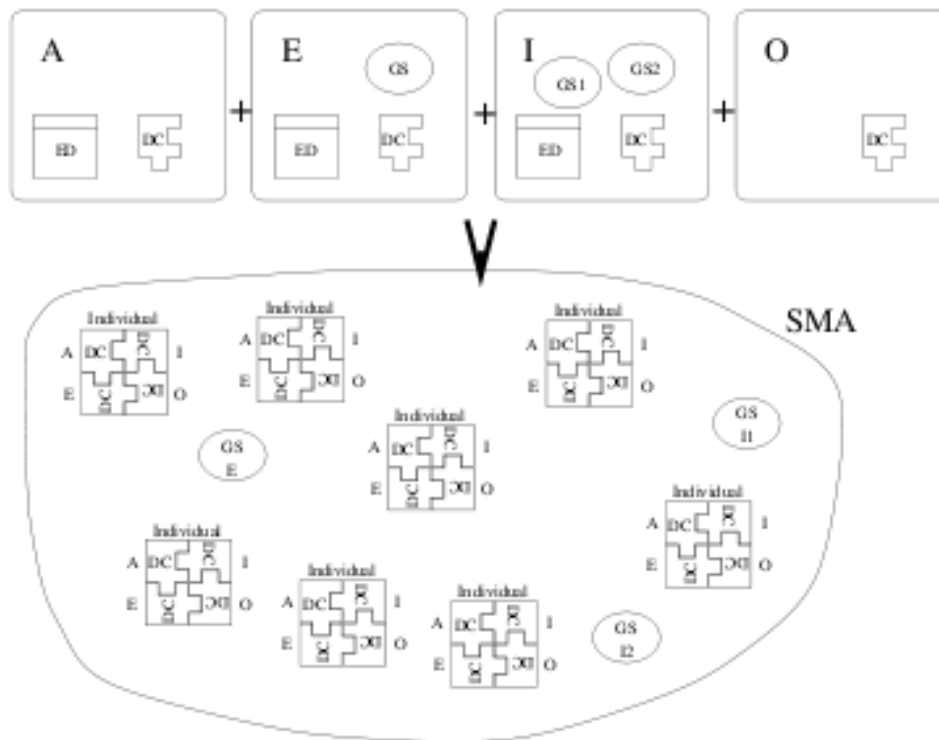 A
ED
DC
+
E
GS
ED
DC
+
I
GS1
GS2
ED
DC
+
O
DC
SMA
Individual
A DC DC I
E DC DC O
Individual
A DC DC I
E DC DC O
Individual
A DC DC I
E DC DC O
Individual
A DC DC I
E DC DC O
GS
E
GS
I1
Individual
A DC DC I
E DC DC O
Individual
A DC DC I
E DC DC O
Individual
A DC DC I
E DC DC O
Individual
A DC DC I
E DC DC O
GS
I2